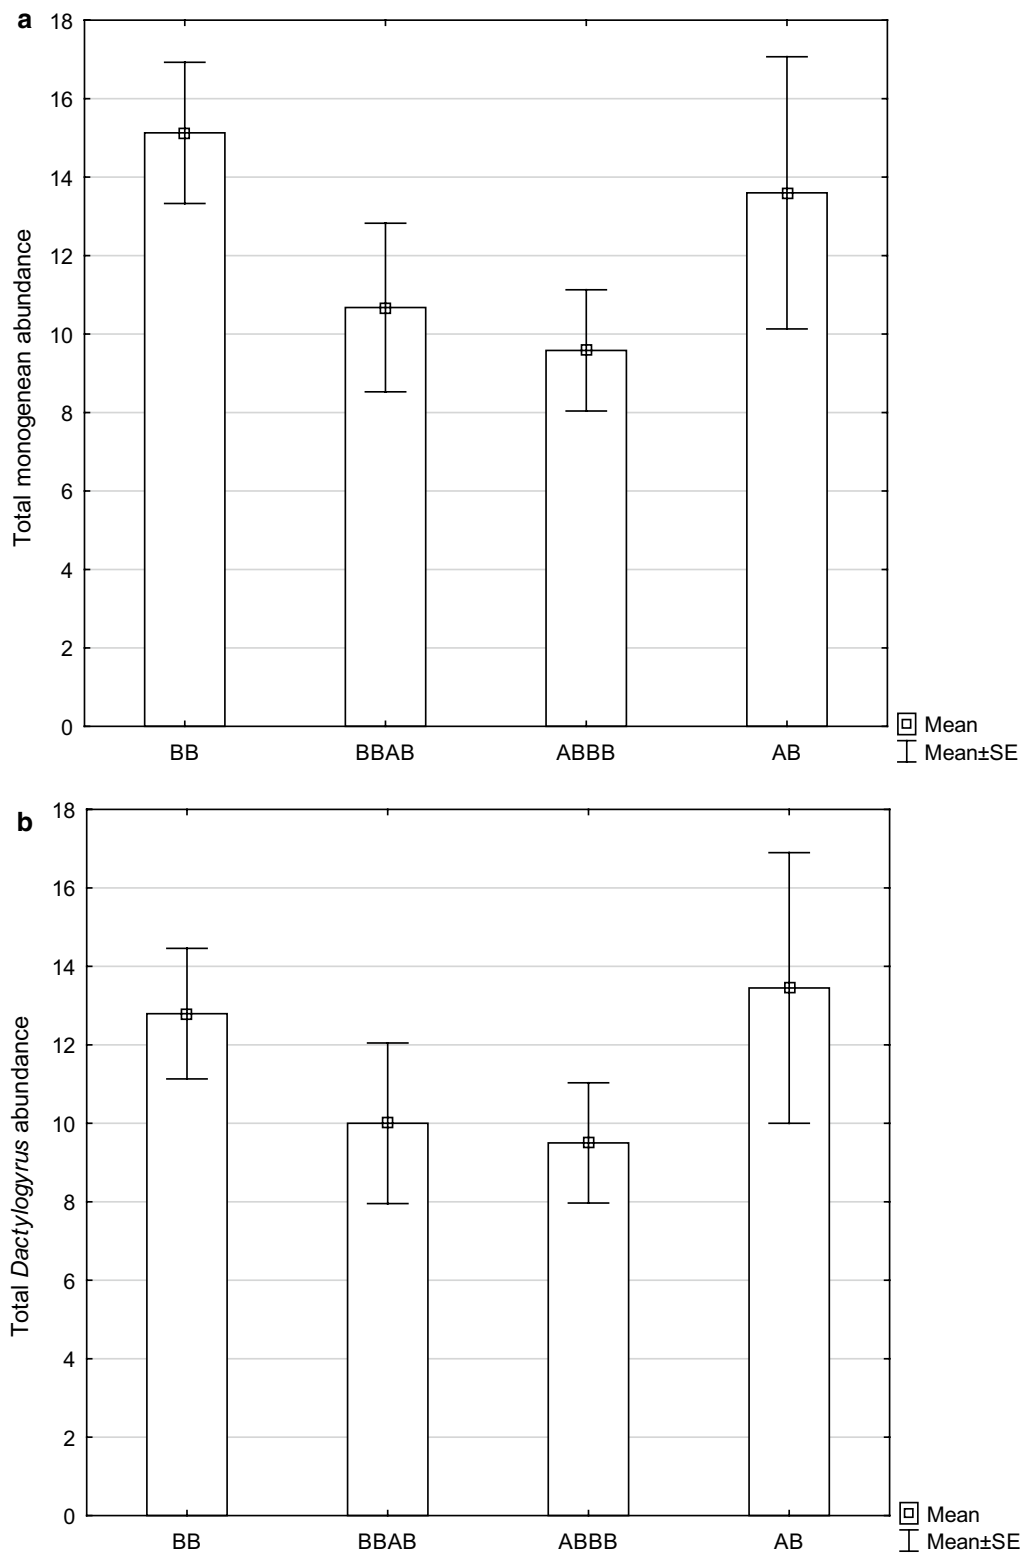 a
Total monogenean abundance
18
16
14
12
10
8
6
4
2
0
BB BBAB ABBB AB
Mean
Mean±SE
b
Total Dactylogyrus abundance
18
16
14
12
10
8
6
4
2
0
BB BBAB ABBB AB
Mean
Mean±SE